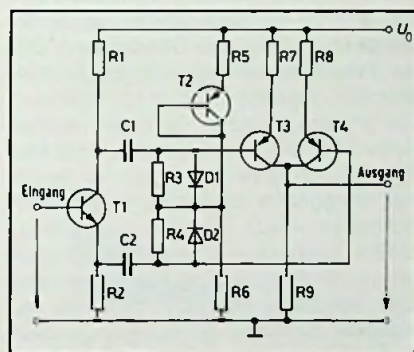 U₀
R1
R5
R7
R8
T2
C1
T3
T4
R3
D1
Ausgang
Eingang
T1
R4
D2
C2
R2
R6
R9